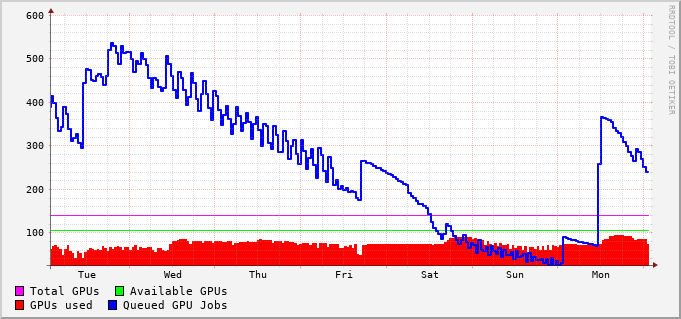 600
500
400
300
200
100
Tue Wed Thu Fri Sat Sun Mon
Total GPUs Available GPUs
GPUs used Queued GPU Jobs
RRDTOOL / TOBI OETIKER